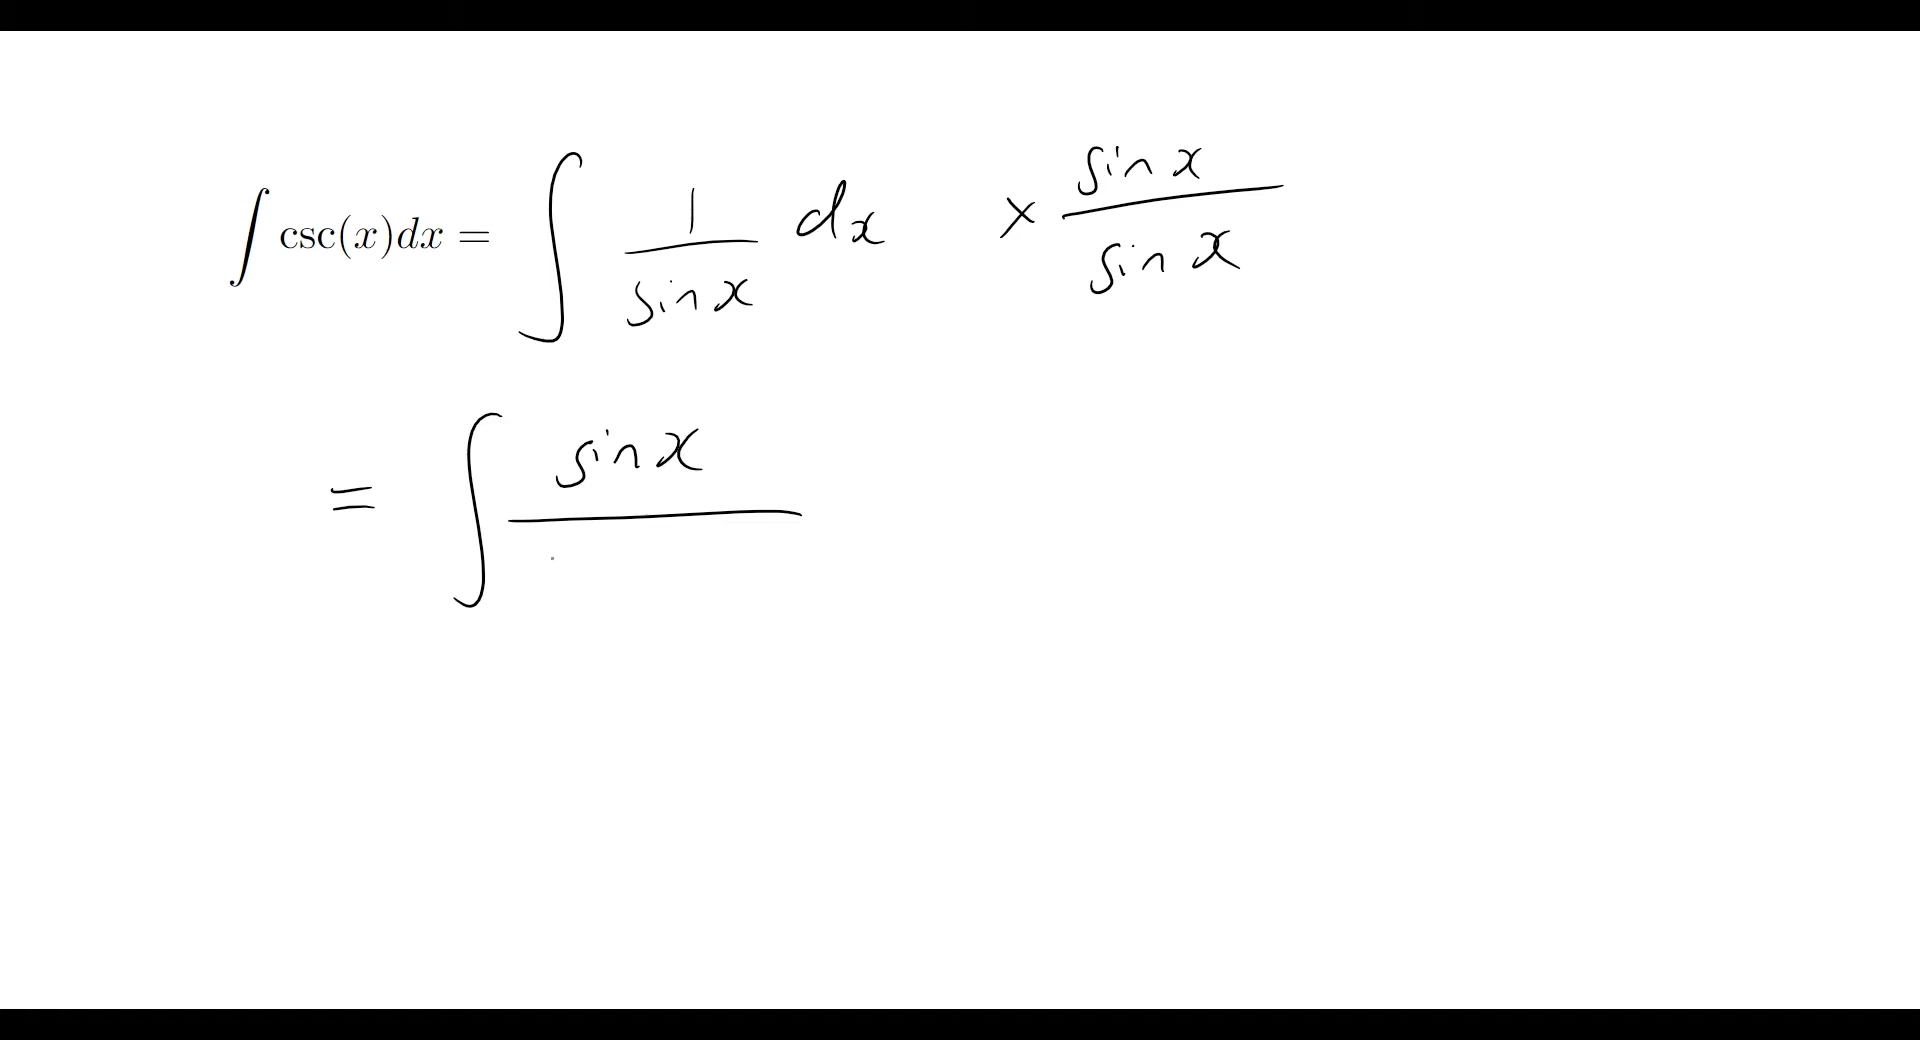 ∫ csc(x)dx = ∫ 1/sin x dx × sin x/sin x
= ∫ sin x/